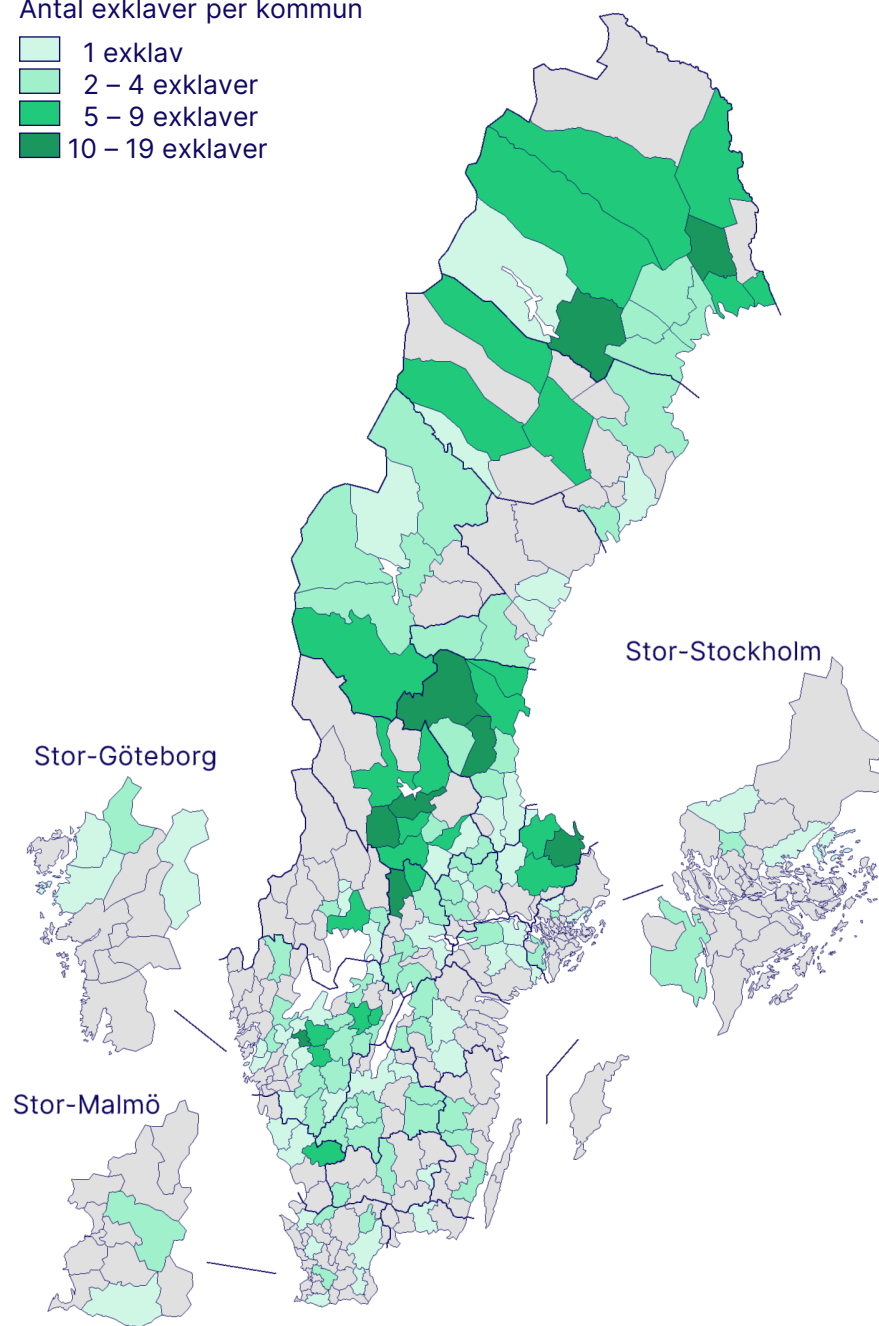 Antal exklaver per kommun
1 exklav
2 – 4 exklaver
5 – 9 exklaver
10 – 19 exklaver
Stor-Stockholm
Stor-Göteborg
Stor-Malmö